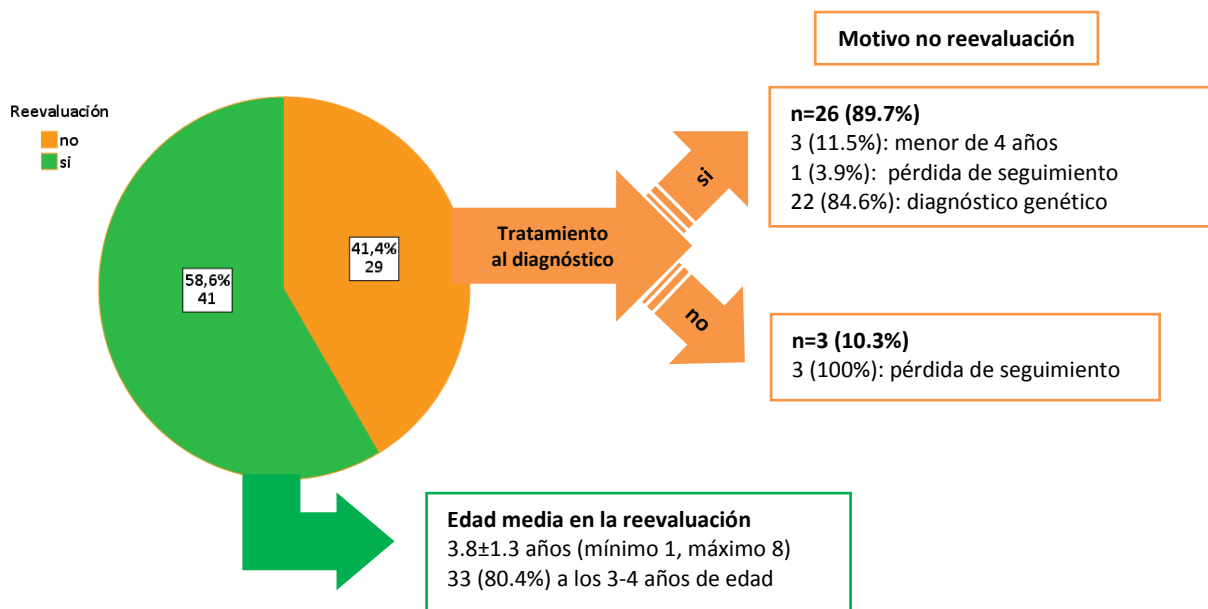 Motivo no reevaluación
Reevaluación
no
sí
n=26 (89.7%)
3 (11.5%): menor de 4 años
1 (3.9%): pérdida de seguimiento
22 (84.6%): diagnóstico genético
si
Tratamiento
al diagnóstico
41,4%
29
58,6%
41
no
n=3 (10.3%)
3 (100%): pérdida de seguimiento
Edad media en la reevaluación
3.8±1.3 años (mínimo 1, máximo 8)
33 (80.4%) a los 3-4 años de edad